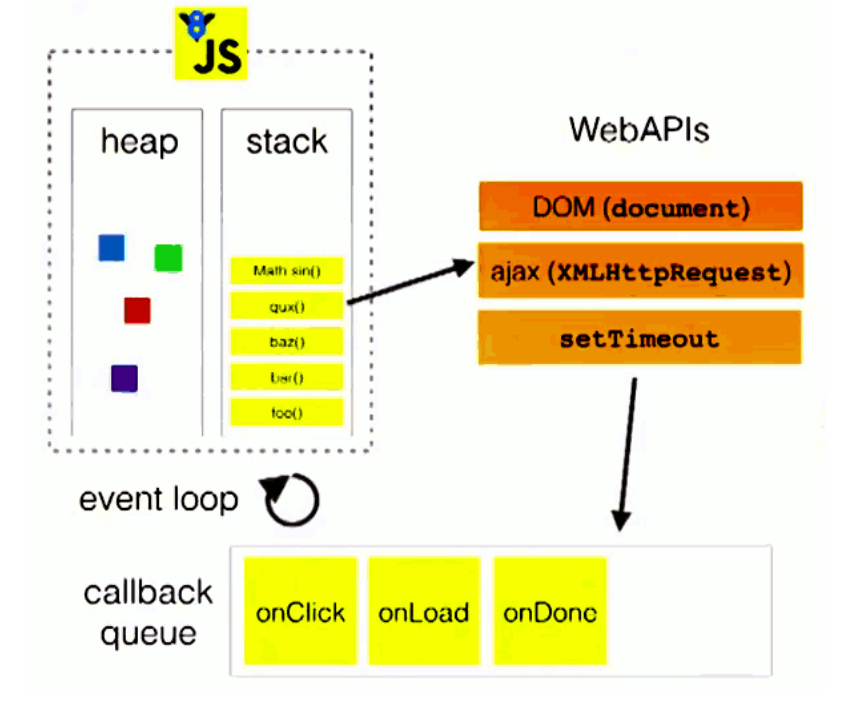 JS
heap
stack
Math sin()
qux()
baz()
bar()
foo()
WebAPIs
DOM (document)
ajax (XMLHttpRequest)
setTimeout
event loop
callback
queue
onClick
onLoad
onDone